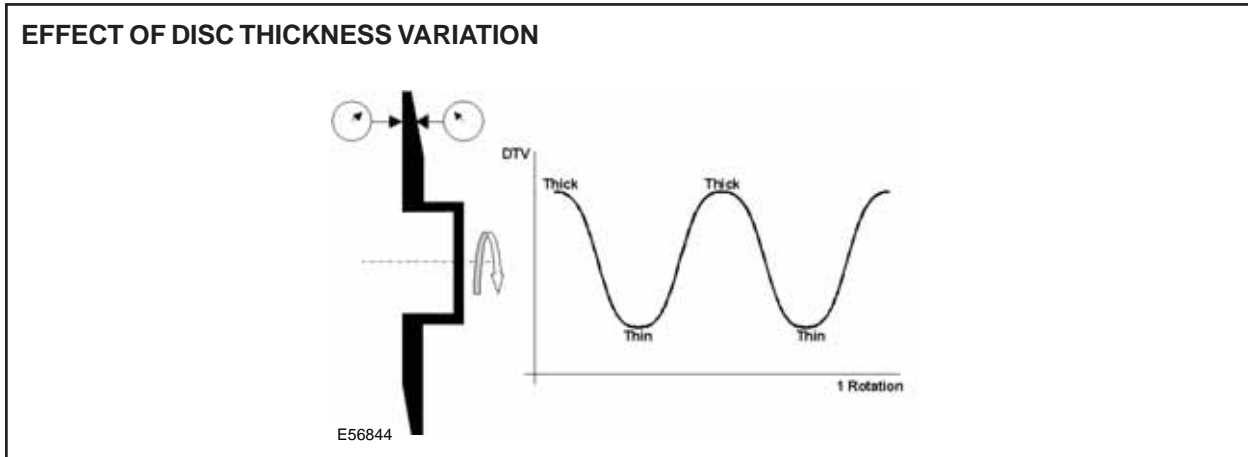 EFFECT OF DISC THICKNESS VARIATION
DTV
Thick
Thick
Thin
Thin
1 Rotation
E56844